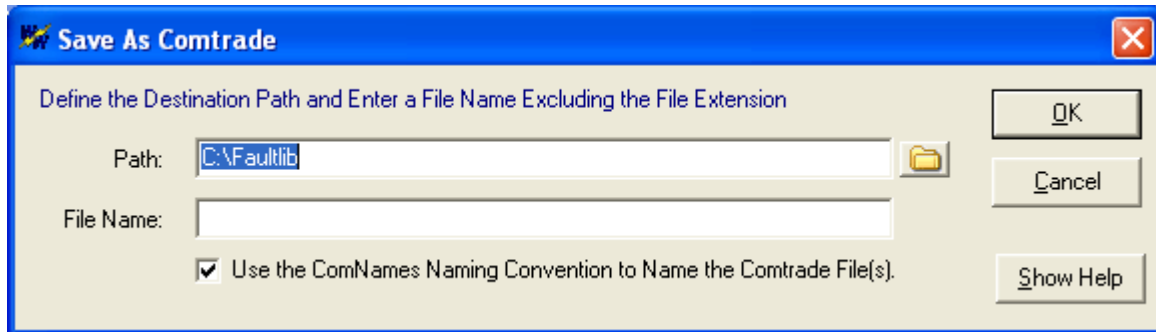 Save As Comtrade
Define the Destination Path and Enter a File Name Excluding the File Extension
OK
Path: C:\Faultlib
Cancel
File Name:
Use the ComNames Naming Convention to Name the Comtrade File(s).
Show Help